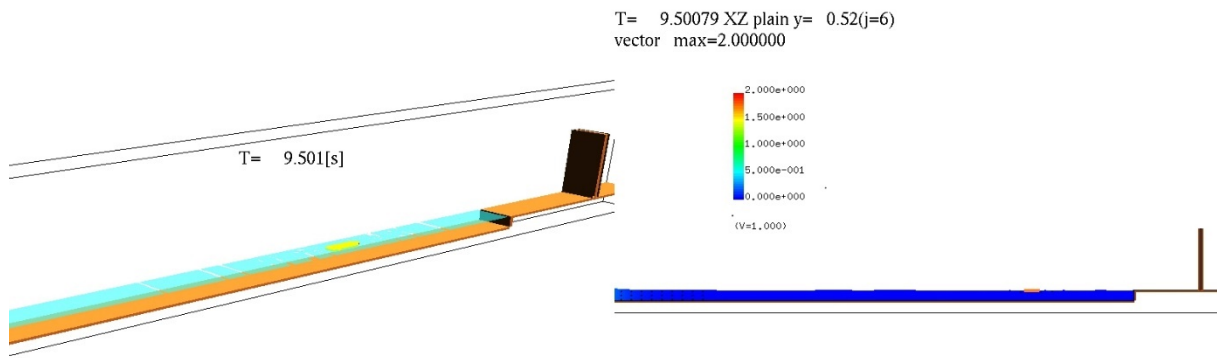 T= 9.501[s]
T= 9.50079 XZ plain y= 0.52(j=6)
vector max=2.000000
2.000e+000
1.500e+000
1.000e+000
5.000e-001
0.000e+000
(V=1.000)